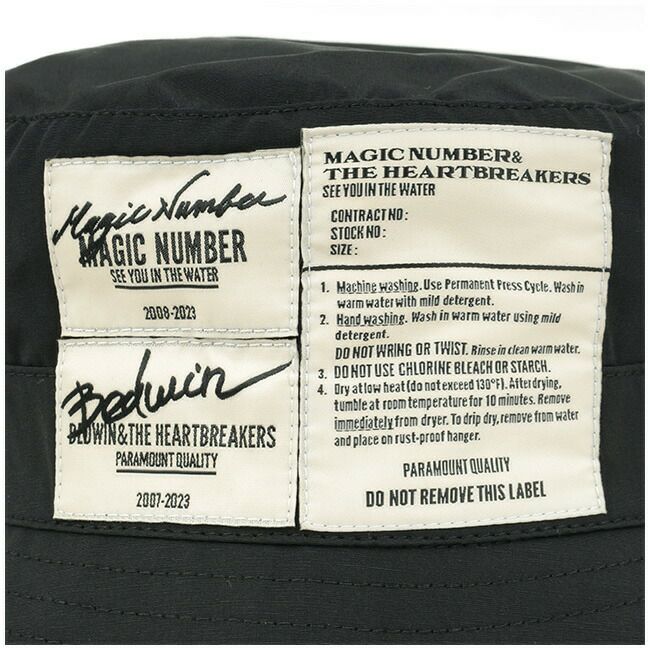 Magic Number
MAGIC NUMBER
SEE YOU IN THE WATER
2008-2023
Bedwin
BEDWIN & THE HEARTBREAKERS
PARAMOUNT QUALITY
2007-2023
MAGIC NUMBER &
THE HEARTBREAKERS
SEE YOU IN THE WATER
CONTRACT NO :
STOCK NO :
SIZE :
1. Machine washing. Use Permanent Press Cycle. Wash in
warm water with mild detergent.
2. Hand washing. Wash in warm water using mild
detergent.
DO NOT WRING OR TWIST. Rinse in clean warm water.
3. DO NOT USE CHLORINE BLEACH OR STARCH.
4. Dry at low heat (do not exceed 130°F). After drying,
tumble at room temperature for 10 minutes. Remove
immediately from dryer. To drip dry, remove from water
and place on rust-proof hanger.
PARAMOUNT QUALITY
DO NOT REMOVE THIS LABEL